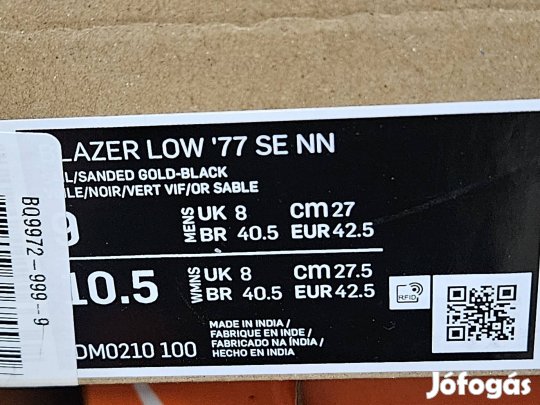 LAZER LOW '77 SE NN
L/SANDED GOLD-BLACK
LE/NOIR/VERT VIF/OR SABLE
9 MENS UK 8 cm 27
BR 40.5 EUR 42.5
10.5 WMNS UK 8 cm 27.5
BR 40.5 EUR 42.5
RFID
DM0210 100
MADE IN INDIA /
FABRIQUE EN INDE /
FABRICADO NA ÍNDIA /
HECHO EN INDIA
BQ9972-999--9
Jófogás